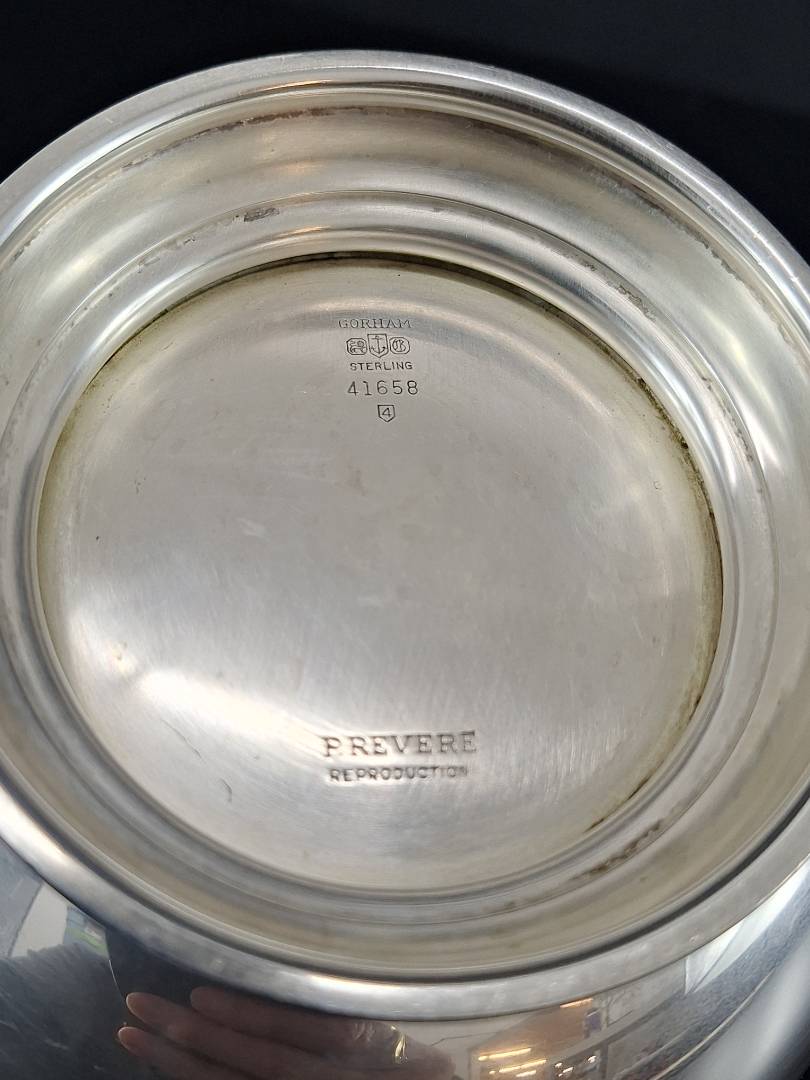 GORHAM
STERLING
41658
4
P. REVERE
REPRODUCTION